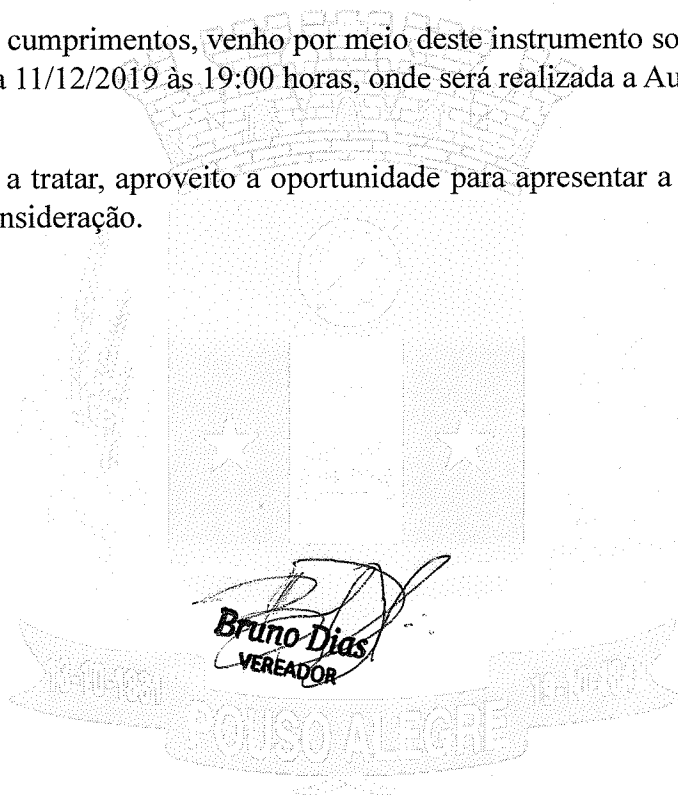 cumprimentos, venho por meio deste instrumento so
a 11/12/2019 às 19:00 horas, onde será realizada a Au
a tratar, aproveito a oportunidade para apresentar a
nsideração.
Bruno Dias
VEREADOR
POUSO ALEGRE